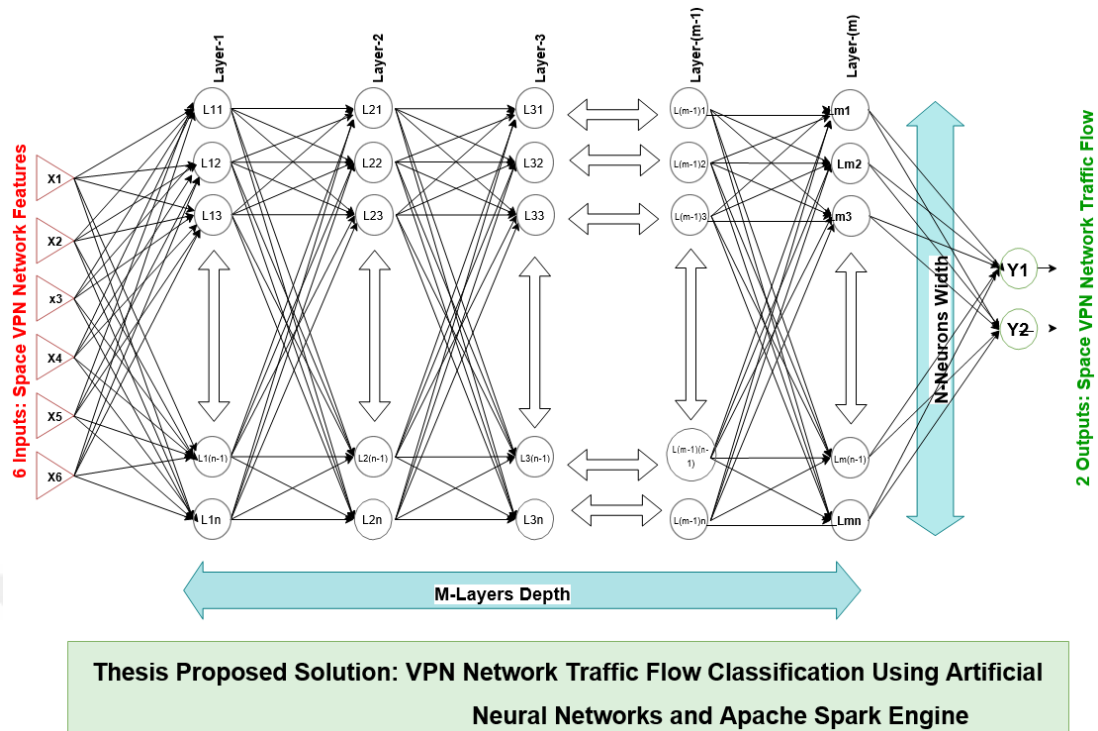 Layer-1
Layer-2
Layer-3
Layer-(m-1)
Layer-(m)
6 Inputs: Space VPN Network Features
X1
X2
x3
X4
X5
X6
L11
L12
L13
L1(n-1)
L1n
L21
L22
L23
L2(n-1)
L2n
L31
L32
L33
L3(n-1)
L3n
L(m-1)1
L(m-1)2
L(m-1)3
L(m-1)(n-
1)
L(m-1)n
Lm1
Lm2
Lm3
Lm(n-1)
Lmn
N-Neurons Width
Y1
Y2
2 Outputs: Space VPN Network Traffic Flow
M-Layers Depth
Thesis Proposed Solution: VPN Network Traffic Flow Classification Using Artificial
Neural Networks and Apache Spark Engine